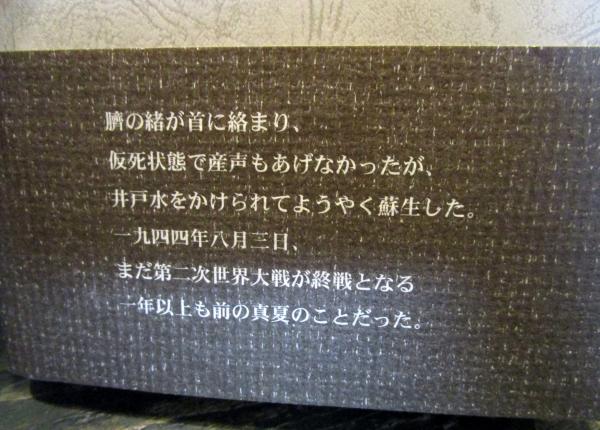 臍の緒が首に絡まり、
仮死状態で産声もあげなかったが、
井戸水をかけられてようやく蘇生した。
一九四四年八月三日、
まだ第二次世界大戦が終戦となる
一年以上も前の真夏のことだった。